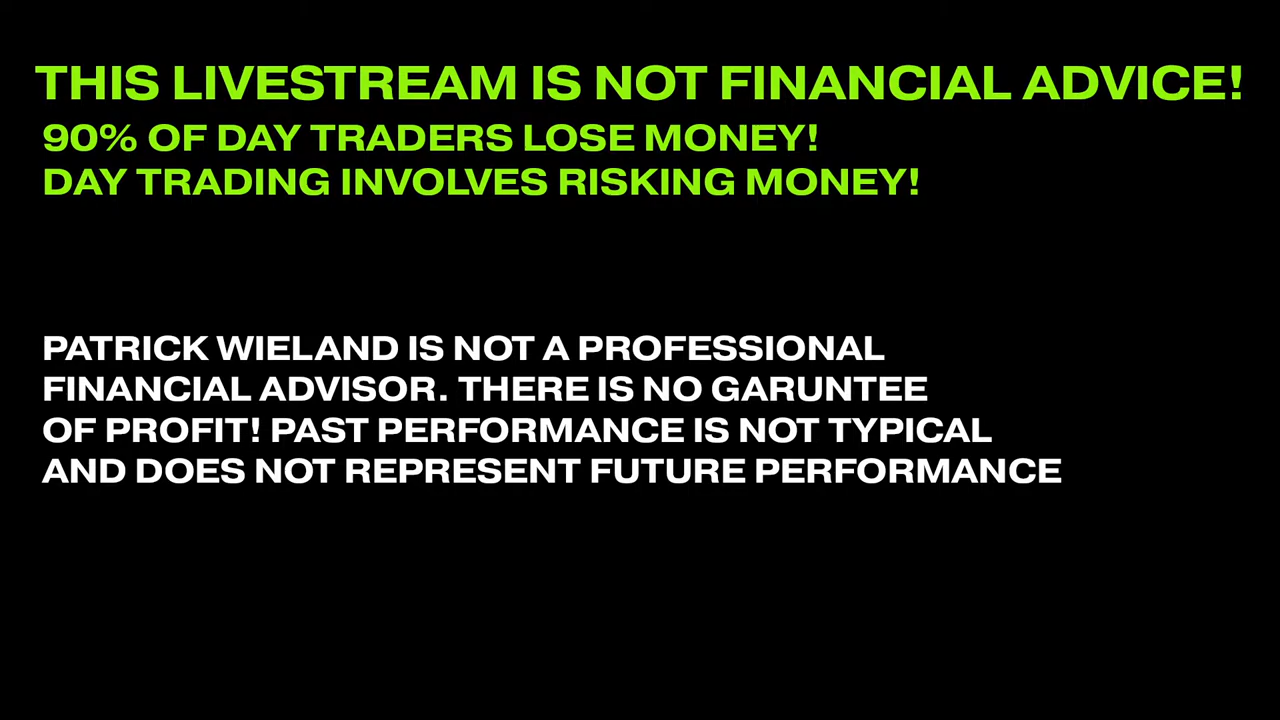 THIS LIVESTREAM IS NOT FINANCIAL ADVICE!
90% OF DAY TRADERS LOSE MONEY!
DAY TRADING INVOLVES RISKING MONEY!
PATRICK WIELAND IS NOT A PROFESSIONAL
FINANCIAL ADVISOR. THERE IS NO GARUNTEE
OF PROFIT! PAST PERFORMANCE IS NOT TYPICAL
AND DOES NOT REPRESENT FUTURE PERFORMANCE